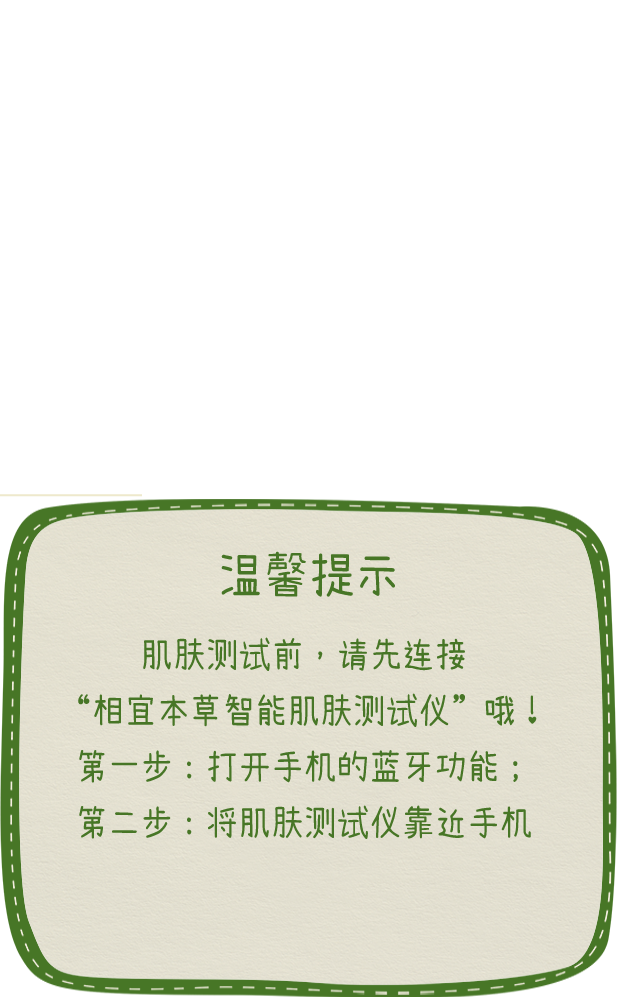 温馨提示
肌肤测试前，请先连接
“相宜本草智能肌肤测试仪”哦！
第一步：打开手机的蓝牙功能；
第二步：将肌肤测试仪靠近手机